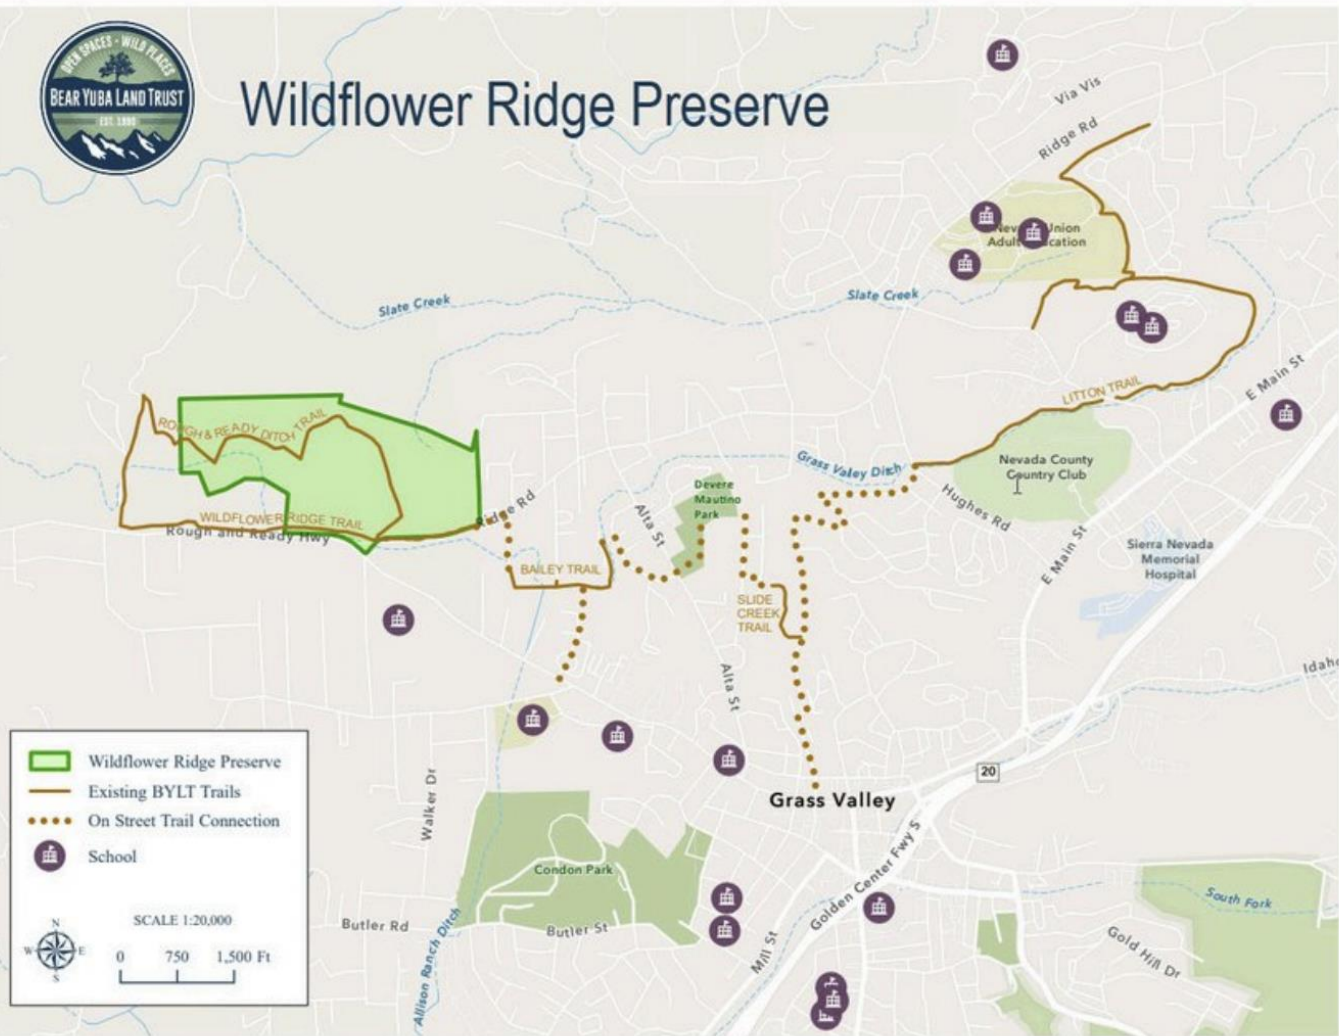 OPEN SPACES - WILD PLACES
BEAR YUBA LAND TRUST
EST. 1990
Wildflower Ridge Preserve
Via Vis
Ridge Rd
Nevada Union
Adult Education
Slate Creek
Slate Creek
E Main St
LITTON TRAIL
ROUGH & READY DITCH TRAIL
Grass Valley Ditch
Nevada County
Country Club
Devere
Mautino
Park
Hughes Rd
Ridge Rd
Alta St
WILDFLOWER RIDGE TRAIL
Rough and Ready Hwy
E Main St
Sierra Nevada
Memorial
Hospital
BAILEY TRAIL
SLIDE
CREEK
TRAIL
Idaho
Alta St
Wildflower Ridge Preserve
Existing BYLT Trails
On Street Trail Connection
School
N
W
E
S
SCALE 1:20,000
0 750 1,500 Ft
20
Grass Valley
Walker Dr
Golden Center Fwy S
Condon Park
South Fork
Butler Rd
Butler St
Mill St
Gold Hill Dr
Allison Ranch Ditch